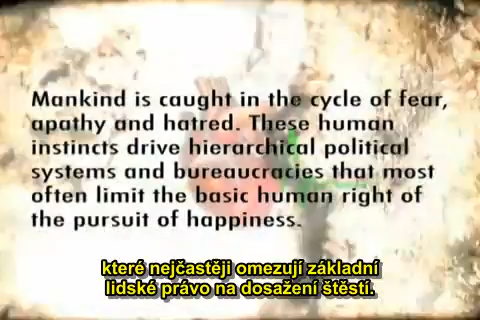 Mankind is caught in the cycle of fear,
apathy and hatred. These human
instincts drive hierarchical political
systems and bureaucracies that most
often limit the basic human right of
the pursuit of happiness.
které nejčastěji omezují základní
lidské právo na dosažení štěstí.